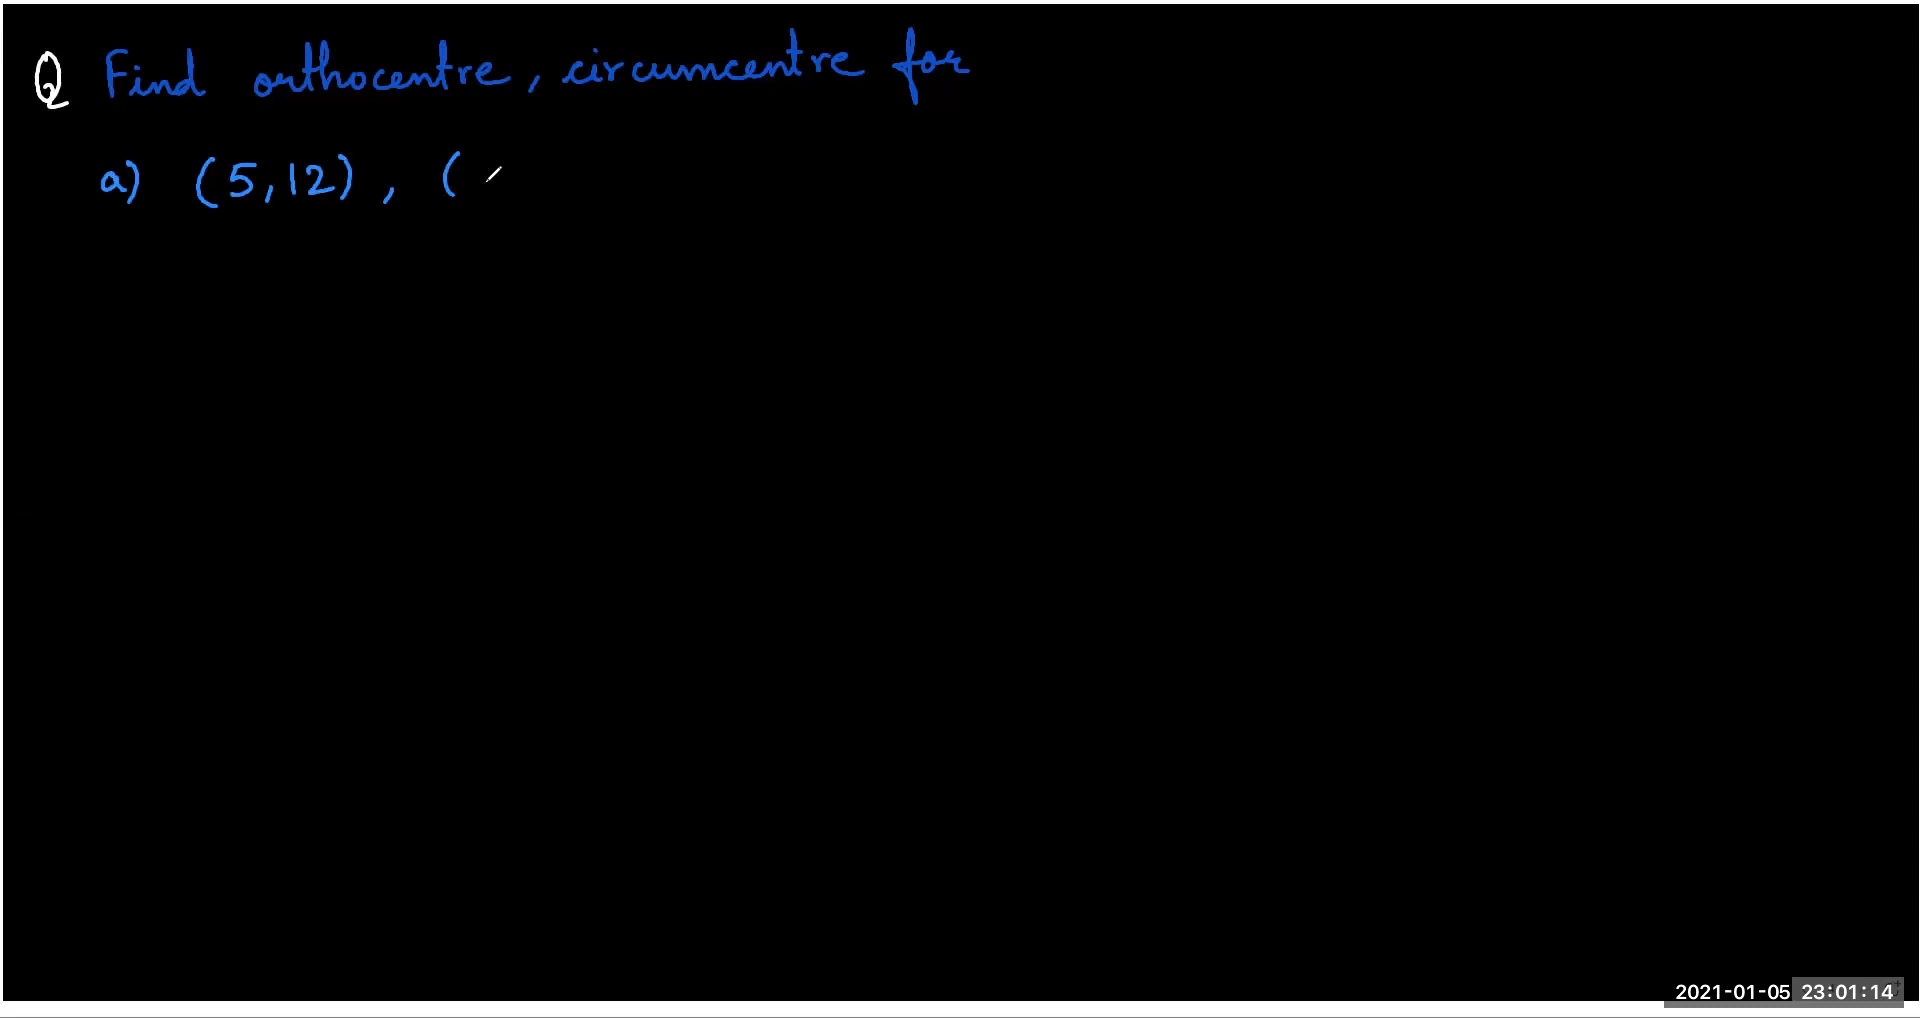 Q Find orthocentre, circumcentre for
a) (5,12), (
2021-01-05 23:01:14